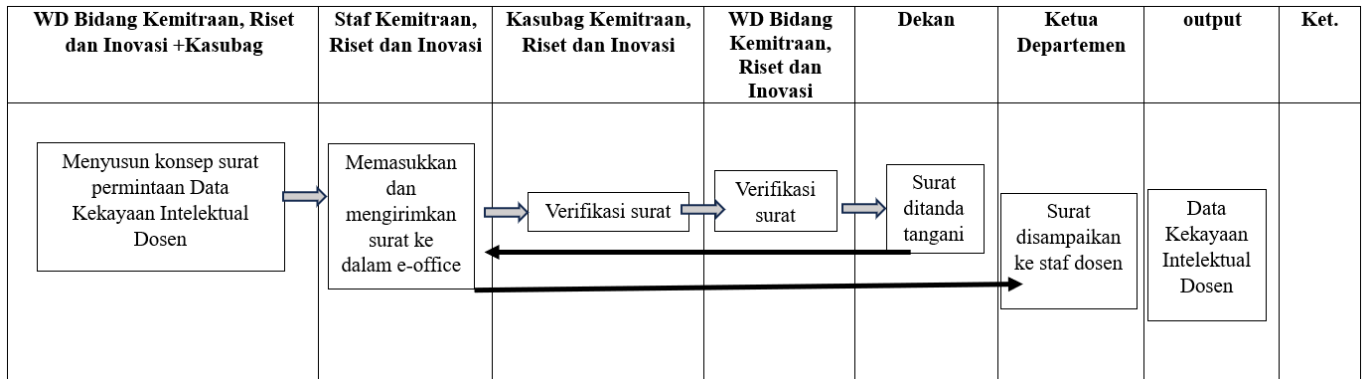 WD Bidang Kemitraan, Riset
dan Inovasi +Kasubag
Staf Kemitraan,
Riset dan Inovasi
Kasubag Kemitraan,
Riset dan Inovasi
WD Bidang
Kemitraan,
Riset dan
Inovasi
Dekan
Ketua
Departemen
output
Ket.
Menyusun konsep surat
permintaan Data
Kekayaan Intelektual
Dosen
Memasukkan
dan
mengirimkan
surat ke
dalam e-office
Verifikasi surat
Verifikasi
surat
Surat
ditanda
tangani
Surat
disampaikan
ke staf dosen
Data
Kekayaan
Intelektual
Dosen